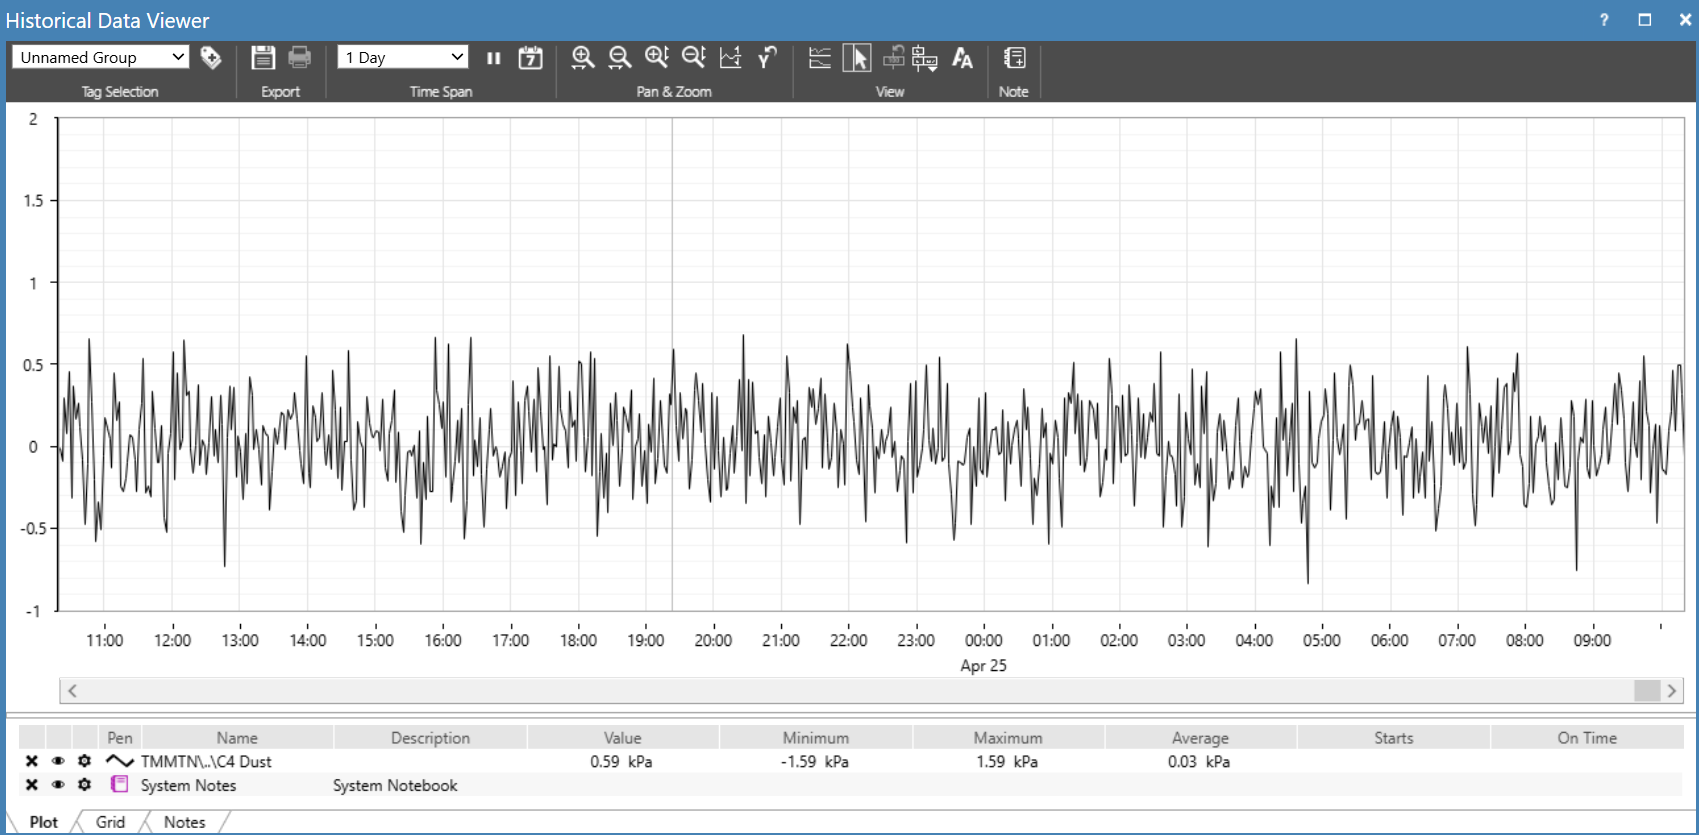 Historical Data Viewer ?
Unnamed Group 1 Day 7 Y
Tag Selection Export Time Span Pan & Zoom View Note
2
1.5
1
0.5
0
-0.5
-1
11:00 12:00 13:00 14:00 15:00 16:00 17:00 18:00 19:00 20:00 21:00 22:00 23:00 00:00 01:00 02:00 03:00 04:00 05:00 06:00 07:00 08:00 09:00
Apr 25
Pen Name Description Value Minimum Maximum Average Starts On Time
TMMTN\..\C4 Dust 0.59 kPa -1.59 kPa 1.59 kPa 0.03 kPa
System Notes System Notebook
Plot Grid Notes